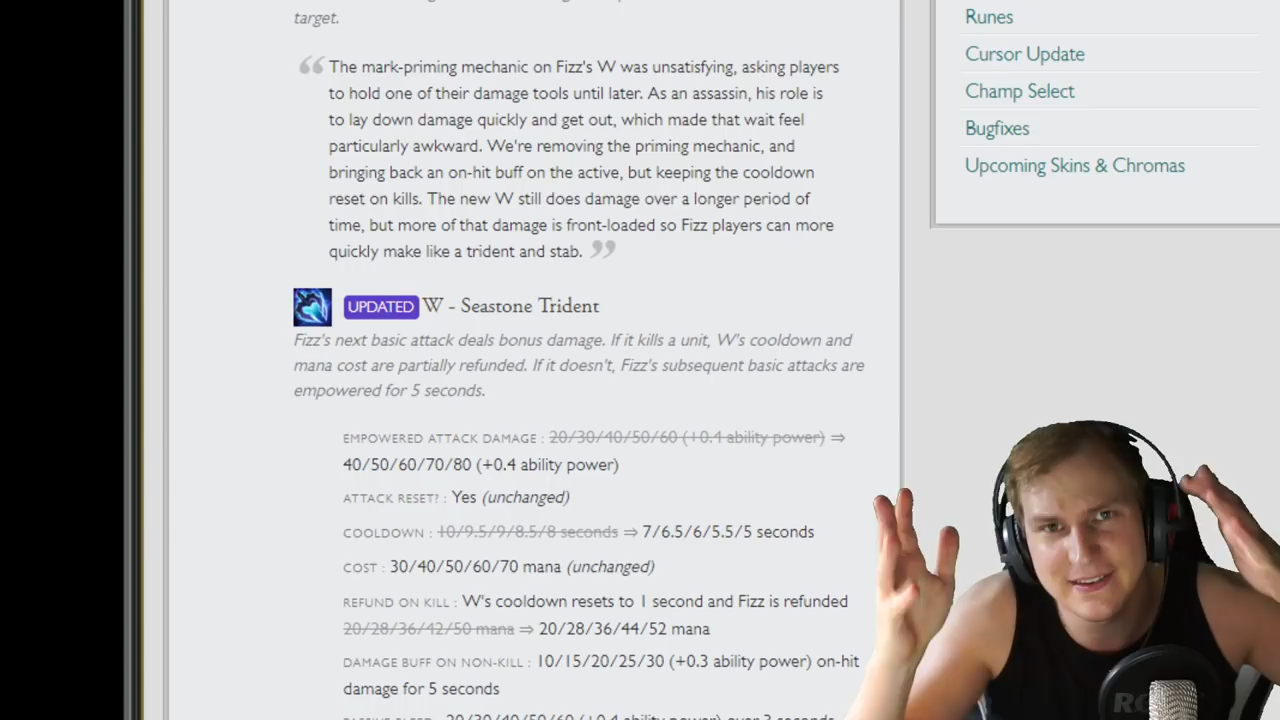 target.
The mark-priming mechanic on Fizz's W was unsatisfying, asking players
to hold one of their damage tools until later. As an assassin, his role is
to lay down damage quickly and get out, which made that wait feel
particularly awkward. We're removing the priming mechanic, and
bringing back an on-hit buff on the active, but keeping the cooldown
reset on kills. The new W still does damage over a longer period of
time, but more of that damage is front-loaded so Fizz players can more
quickly make like a trident and stab.
UPDATED W - Seastone Trident
Fizz's next basic attack deals bonus damage. If it kills a unit, W's cooldown and
mana cost are partially refunded. If it doesn't, Fizz's subsequent basic attacks are
empowered for 5 seconds.
EMPOWERED ATTACK DAMAGE : 20/30/40/50/60 (+0.4 ability power) ⇒
40/50/60/70/80 (+0.4 ability power)
ATTACK RESET? : Yes (unchanged)
COOLDOWN : 10/9.5/9/8.5/8 seconds ⇒ 7/6.5/6/5.5/5 seconds
COST : 30/40/50/60/70 mana (unchanged)
REFUND ON KILL : W's cooldown resets to 1 second and Fizz is refunded
20/28/36/42/50 mana ⇒ 20/28/36/44/52 mana
DAMAGE BUFF ON NON-KILL : 10/15/20/25/30 (+0.3 ability power) on-hit
damage for 5 seconds
Runes
Cursor Update
Champ Select
Bugfixes
Upcoming Skins & Chromas